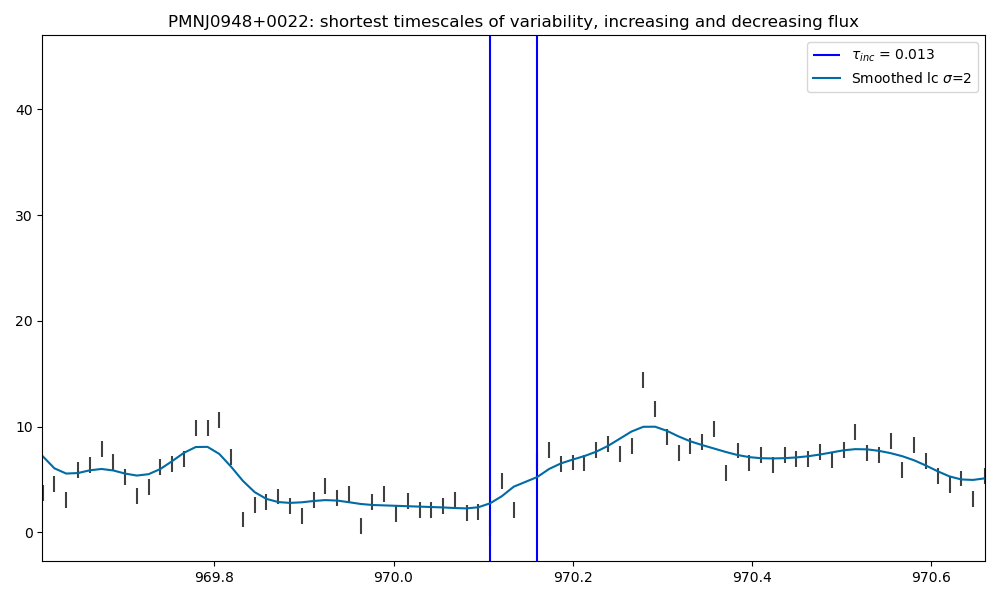 PMNJ0948+0022: shortest timescales of variability, increasing and decreasing flux
τinc = 0.013
Smoothed lc σ=2
40
30
20
10
0
969.8 970.0 970.2 970.4 970.6